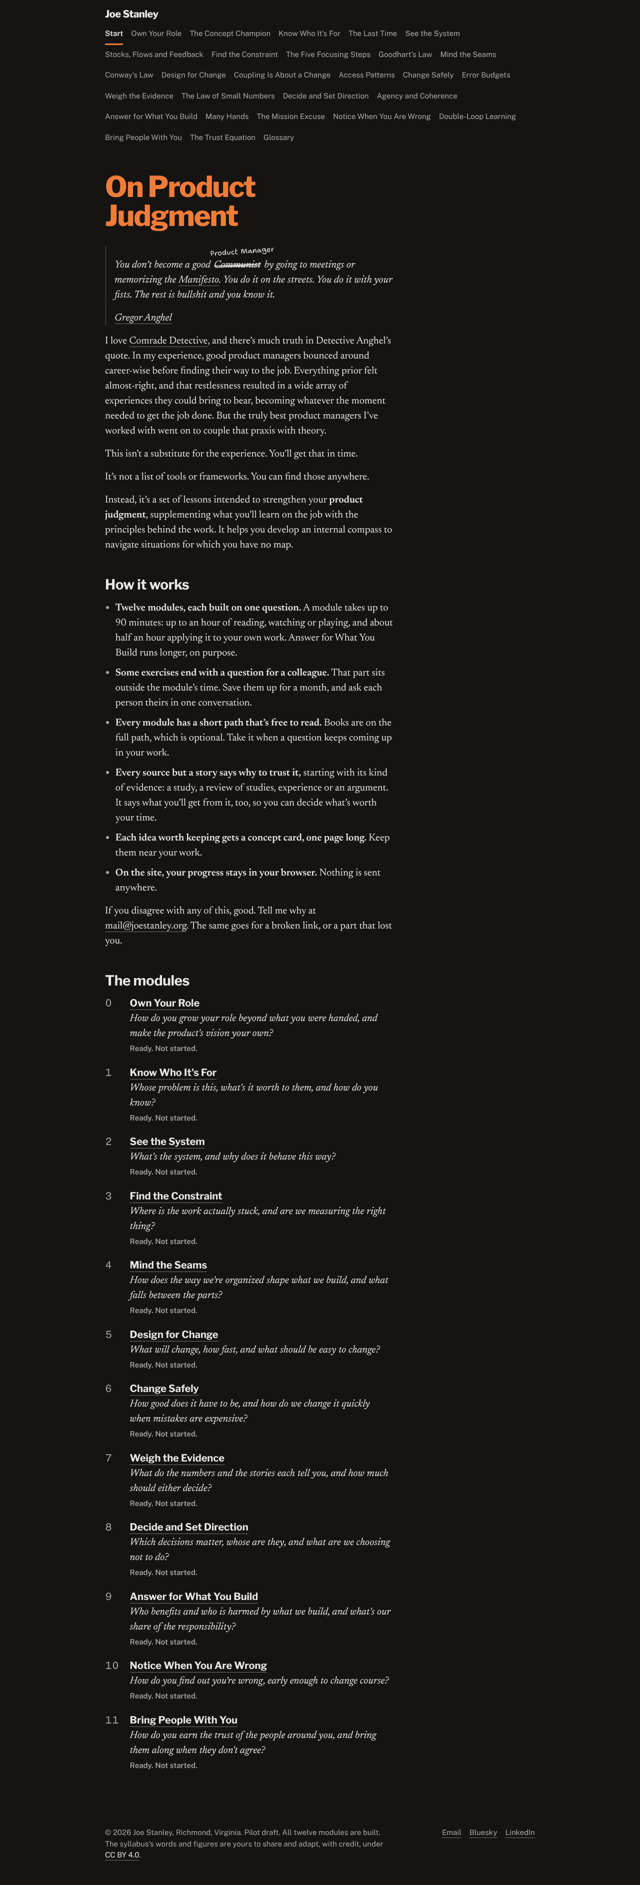 Joe Stanley
Start Own Your Role The Concept Champion Know Who It's For The Last Time See the System
Stocks, Flows and Feedback Find the Constraint The Five Focusing Steps Goodhart's Law Mind the Seams
Conway's Law Design for Change Coupling Is About a Change Access Patterns Change Safely Error Budgets
Weigh the Evidence The Law of Small Numbers Decide and Set Direction Agency and Coherence
Answer for What You Build Many Hands The Mission Excuse Notice When You Are Wrong Double-Loop Learning
Bring People With You The Trust Equation Glossary
On Product
Judgment
Product Manager
You don't become a good Communist by going to meetings or
memorizing the Manifesto. You do it on the streets. You do it with your
fists. The rest is bullshit and you know it.
Gregor Anghel
I love Comrade Detective, and there's much truth in Detective Anghel's
quote. In my experience, good product managers bounced around
career-wise before finding their way to the job. Everything prior felt
almost-right, and that restlessness resulted in a wide array of
experiences they could bring to bear, becoming whatever the moment
needed to get the job done. But the truly best product managers I've
worked with went on to couple that praxis with theory.
This isn't a substitute for the experience. You'll get that in time.
It's not a list of tools or frameworks. You can find those anywhere.
Instead, it's a set of lessons intended to strengthen your product
judgment, supplementing what you'll learn on the job with the
principles behind the work. It helps you develop an internal compass to
navigate situations for which you have no map.
How it works
• Twelve modules, each built on one question. A module takes up to
90 minutes: up to an hour of reading, watching or playing, and about
half an hour applying it to your own work. Answer for What You
Build runs longer, on purpose.
• Some exercises end with a question for a colleague. That part sits
outside the module's time. Save them up for a month, and ask each
person theirs in one conversation.
• Every module has a short path that's free to read. Books are on the
full path, which is optional. Take it when a question keeps coming up
in your work.
• Every source but a story says why to trust it, starting with its kind
of evidence: a study, a review of studies, experience or an argument.
It says what you'll get from it, too, so you can decide what's worth
your time.
• Each idea worth keeping gets a concept card, one page long. Keep
them near your work.
• On the site, your progress stays in your browser. Nothing is sent
anywhere.
If you disagree with any of this, good. Tell me why at
mail@joestanley.org. The same goes for a broken link, or a part that lost
you.
The modules
0 Own Your Role
How do you grow your role beyond what you were handed, and
make the product's vision your own?
Ready. Not started.
1 Know Who It's For
Whose problem is this, what's it worth to them, and how do you
know?
Ready. Not started.
2 See the System
What's the system, and why does it behave this way?
Ready. Not started.
3 Find the Constraint
Where is the work actually stuck, and are we measuring the right
thing?
Ready. Not started.
4 Mind the Seams
How does the way we're organized shape what we build, and what
falls between the parts?
Ready. Not started.
5 Design for Change
What will change, how fast, and what should be easy to change?
Ready. Not started.
6 Change Safely
How good does it have to be, and how do we change it quickly
when mistakes are expensive?
Ready. Not started.
7 Weigh the Evidence
What do the numbers and the stories each tell you, and how much
should either decide?
Ready. Not started.
8 Decide and Set Direction
Which decisions matter, whose are they, and what are we choosing
not to do?
Ready. Not started.
9 Answer for What You Build
Who benefits and who is harmed by what we build, and what's our
share of the responsibility?
Ready. Not started.
10 Notice When You Are Wrong
How do you find out you're wrong, early enough to change course?
Ready. Not started.
11 Bring People With You
How do you earn the trust of the people around you, and bring
them along when they don't agree?
Ready. Not started.
© 2026 Joe Stanley, Richmond, Virginia. Pilot draft. All twelve modules are built. Email Bluesky LinkedIn
The syllabus's words and figures are yours to share and adapt, with credit, under
CC BY 4.0.